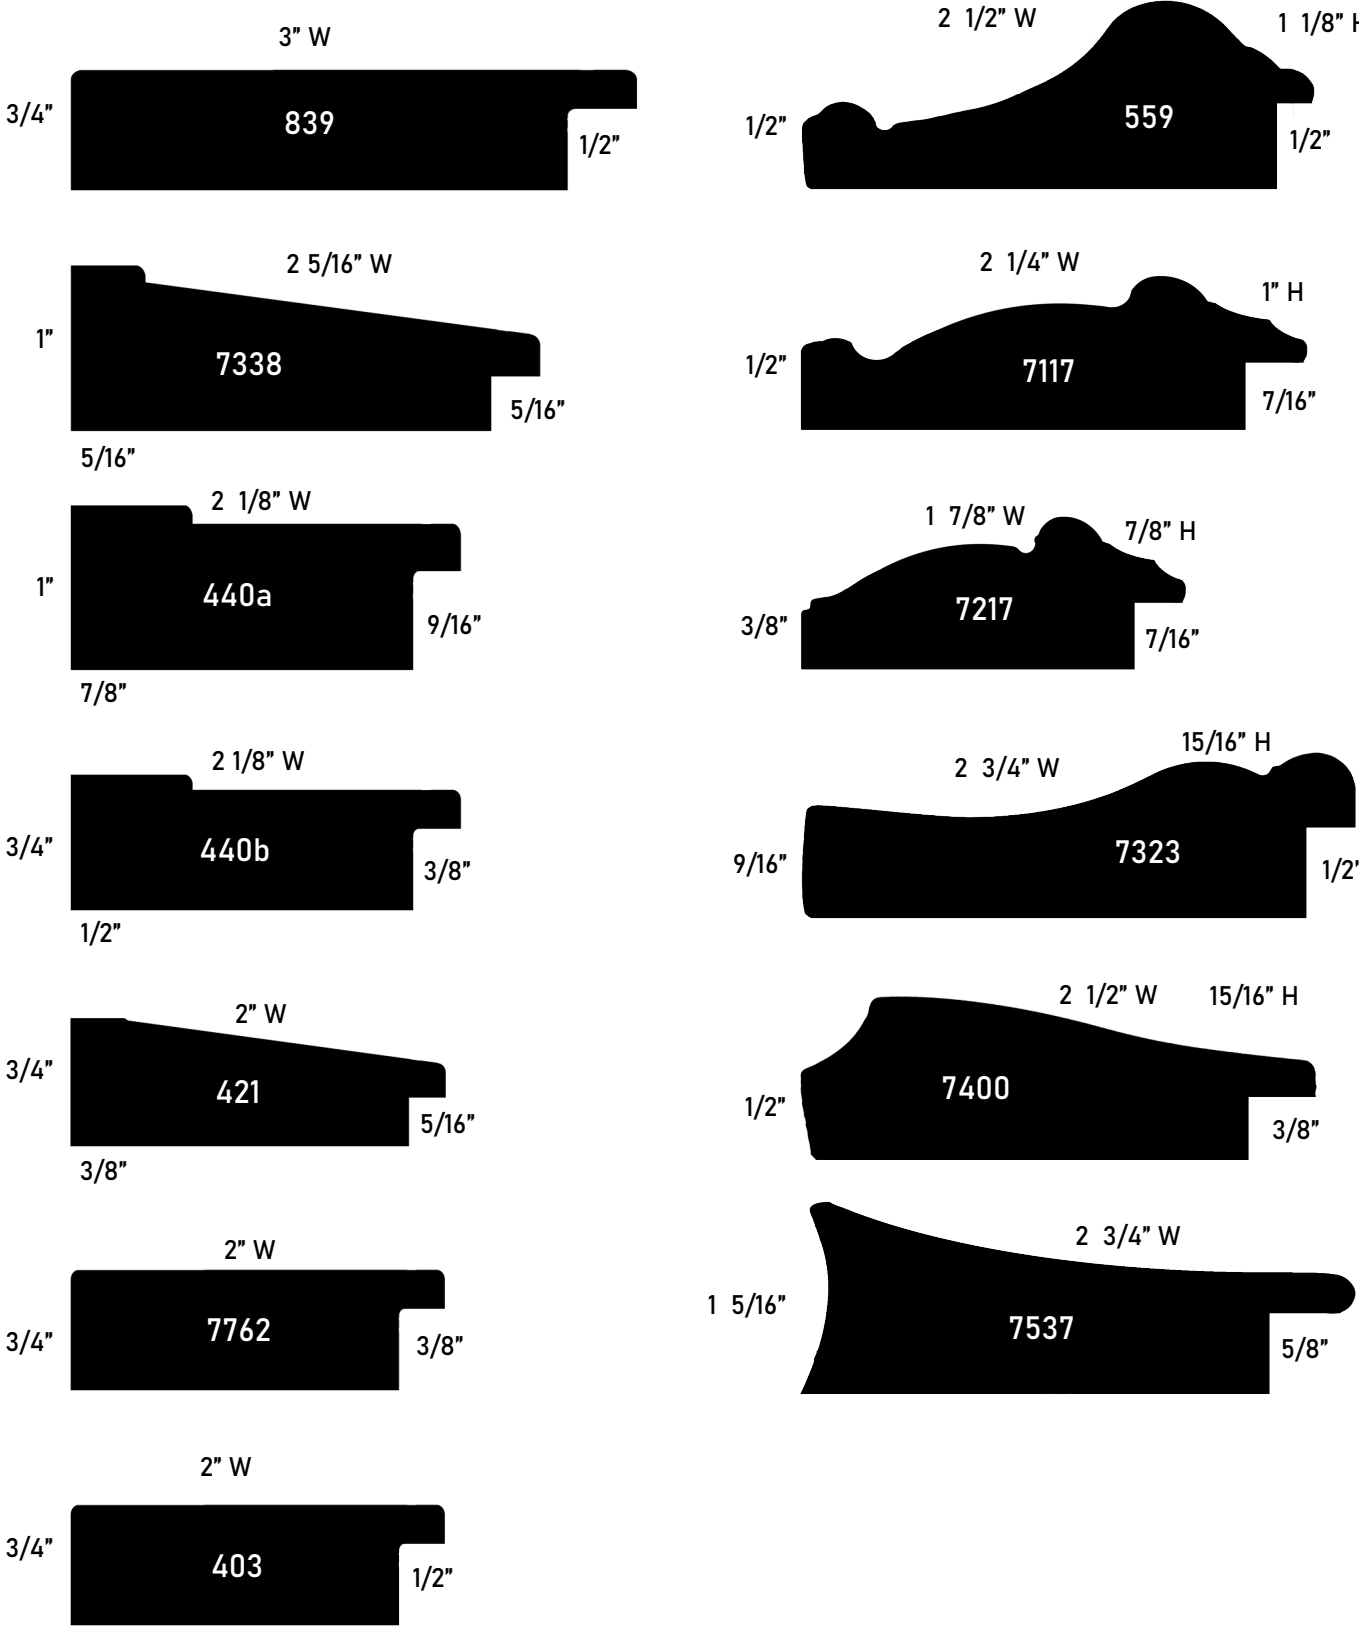 3” W
3/4”
839
1/2”
2 5/16” W
1”
7338
5/16”
5/16”
2 1/8” W
1”
440a
9/16”
7/8”
2 1/8” W
3/4”
440b
3/8”
1/2”
2” W
3/4”
421
5/16”
3/8”
2” W
3/4”
7762
3/8”
2” W
3/4”
403
1/2”
2 1/2” W
1 1/8” H
1/2”
559
1/2”
2 1/4” W
1” H
1/2”
7117
7/16”
1 7/8” W
7/8” H
3/8”
7217
7/16”
15/16” H
2 3/4” W
9/16”
7323
1/2”
2 1/2” W
15/16” H
1/2”
7400
3/8”
2 3/4” W
1 5/16”
7537
5/8”